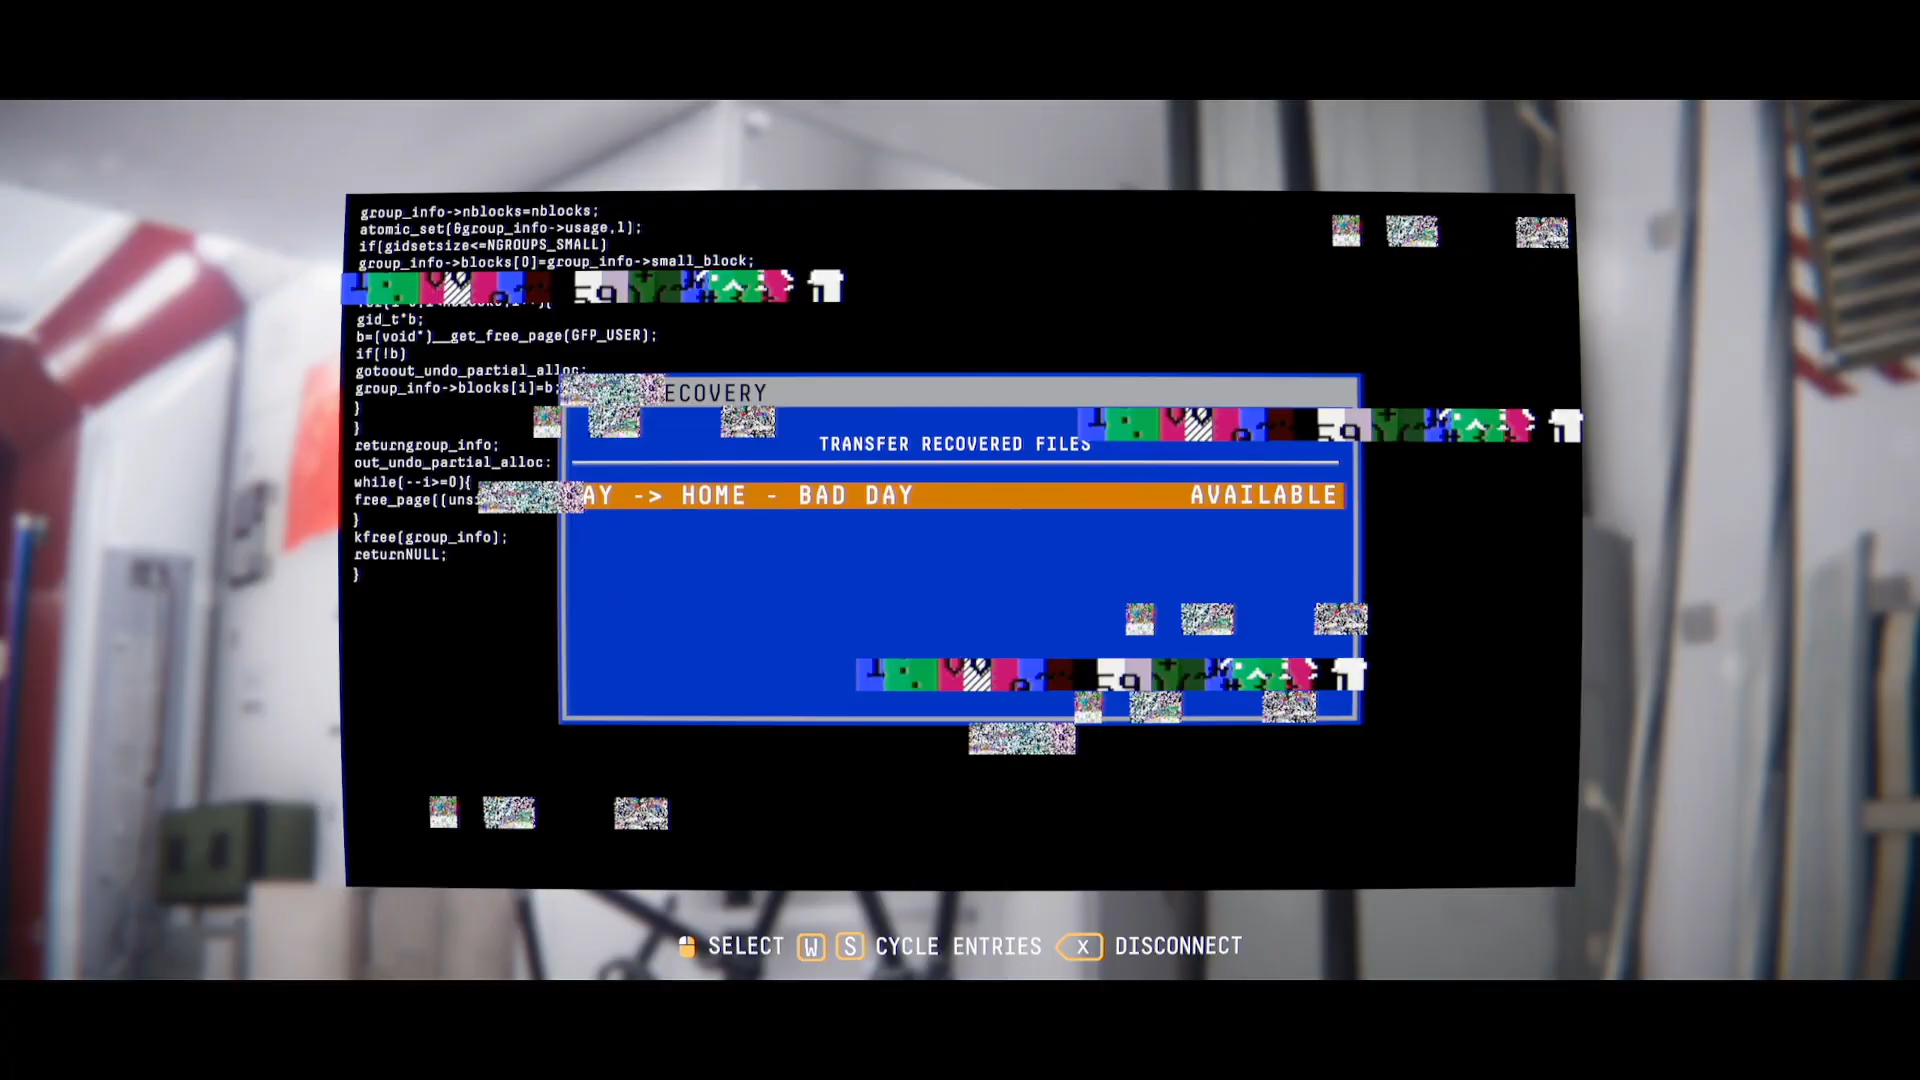 group_info->nblocks=nblocks;
atomic_set(&group_info->usage,1);
if(gidsetsize<=NGROUPS_SMALL)
group_info->blocks[0]=group_info->small_block;
gid_t*b;
b=(void*)__get_free_page(GFP_USER);
if(!b)
gotoout_undo_partial_alloc;
group_info->blocks[i]=b;
}
}
returngroup_info;
out_undo_partial_alloc:
while(--i>=0){
free_page((unsi
}
kfree(group_info);
returnNULL;
}
ECOVERY
TRANSFER RECOVERED FILES
AY -> HOME - BAD DAY AVAILABLE
SELECT W S CYCLE ENTRIES X DISCONNECT